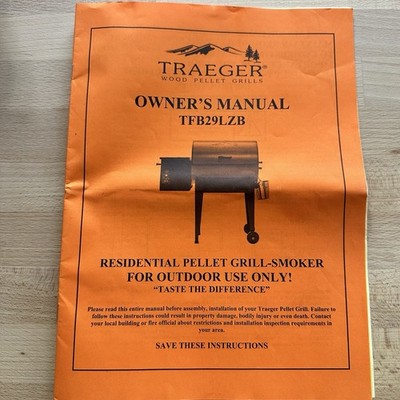 TRAEGER®
WOOD PELLET GRILLS
OWNER'S MANUAL
TFB29LZB
RESIDENTIAL PELLET GRILL-SMOKER
FOR OUTDOOR USE ONLY!
"TASTE THE DIFFERENCE"
Please read this entire manual before assembly, installation of your Traeger Pellet Grill. Failure to
follow these instructions could result in property damage, bodily injury or even death. Contact
your local building or fire official about restrictions and installation inspection requirements in
your area.
SAVE THESE INSTRUCTIONS